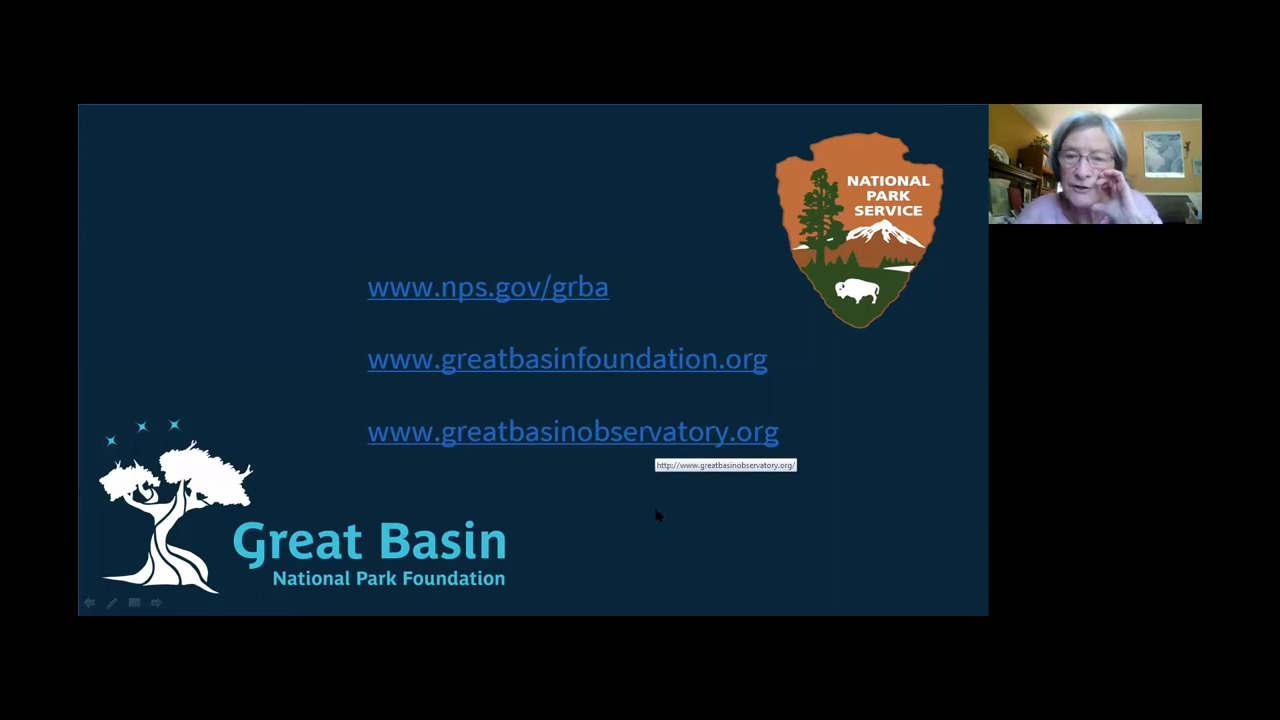 NATIONAL
PARK
SERVICE
www.nps.gov/grba
www.greatbasinfoundation.org
www.greatbasinobservatory.org
http://www.greatbasinobservatory.org/
Great Basin
National Park Foundation